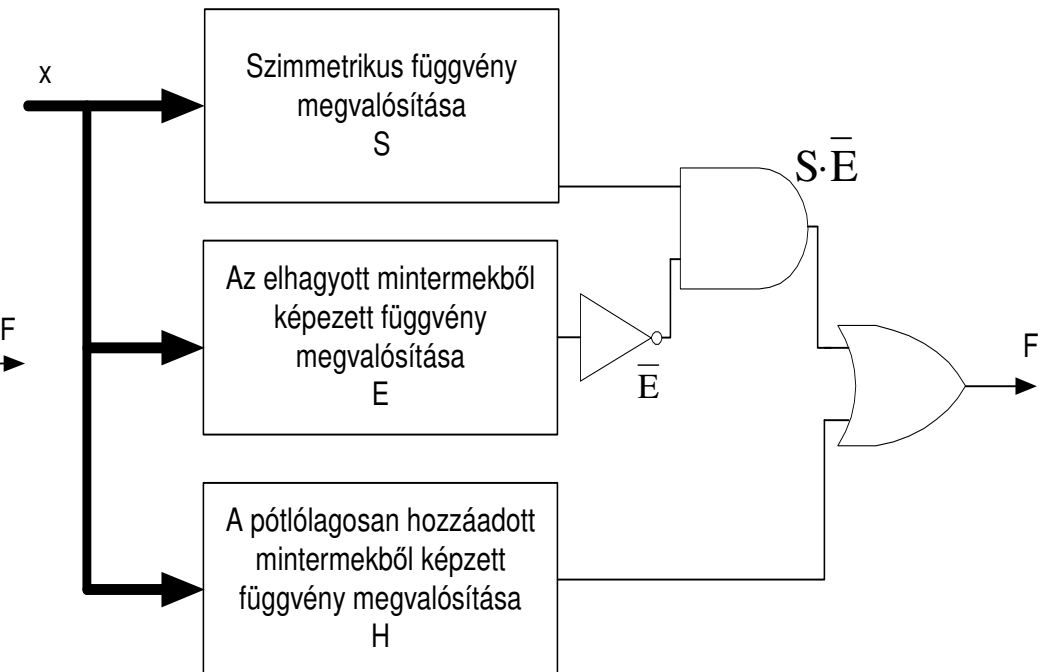 x
Szimmetrikus függvény
megvalósítása
S
S·E̅
Az elhagyott mintermekből
képezett függvény
megvalósítása
E
E̅
F
F
A pótlólagosan hozzáadott
mintermekből képzett
függvény megvalósítása
H